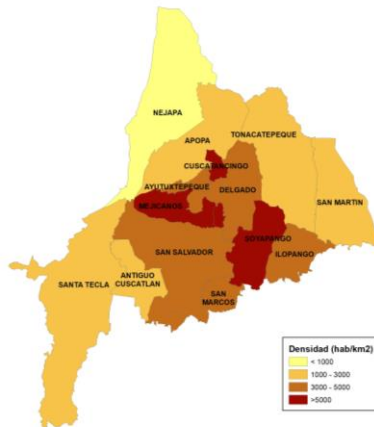 NEJAPA
APOPA
TONACATEPEQUE
CUSCATANCINGO
AYUTUXTEPEQUE
DELGADO
MEJICANOS
SAN MARTIN
SOYAPANGO
SAN SALVADOR
ILOPANGO
ANTIGUO
CUSCATLAN
SANTA TECLA
SAN
MARCOS
Densidad (hab/km2)
< 1000
1000 - 3000
3000 - 5000
>5000